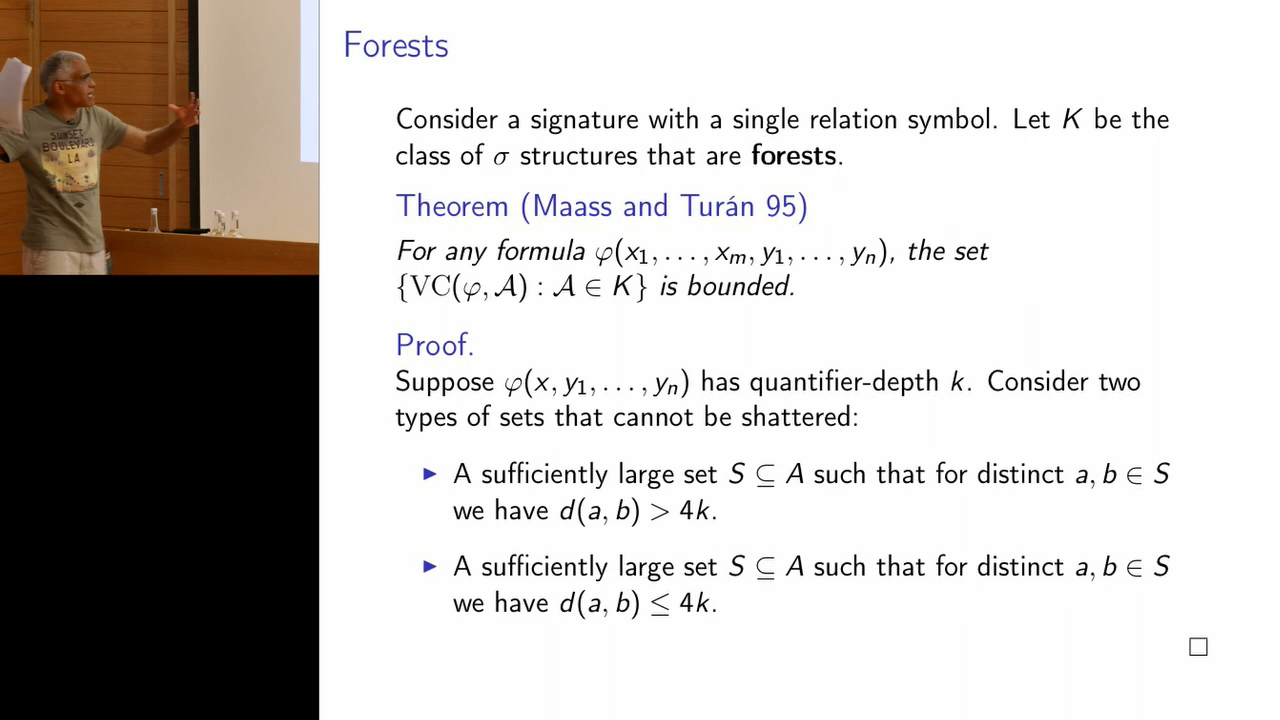 SUNSET
BOULEVARD
LA
Forests
Consider a signature with a single relation symbol. Let K be the
class of σ structures that are forests.
Theorem (Maass and Turán 95)
For any formula φ(x₁, . . . , xₘ, y₁, . . . , yₙ), the set
{VC(φ, 𝒜) : 𝒜 ∈ K} is bounded.
Proof.
Suppose φ(x, y₁, . . . , yₙ) has quantifier-depth k. Consider two
types of sets that cannot be shattered:
▶ A sufficiently large set S ⊆ A such that for distinct a, b ∈ S
we have d(a, b) > 4k.
▶ A sufficiently large set S ⊆ A such that for distinct a, b ∈ S
we have d(a, b) ≤ 4k.
□